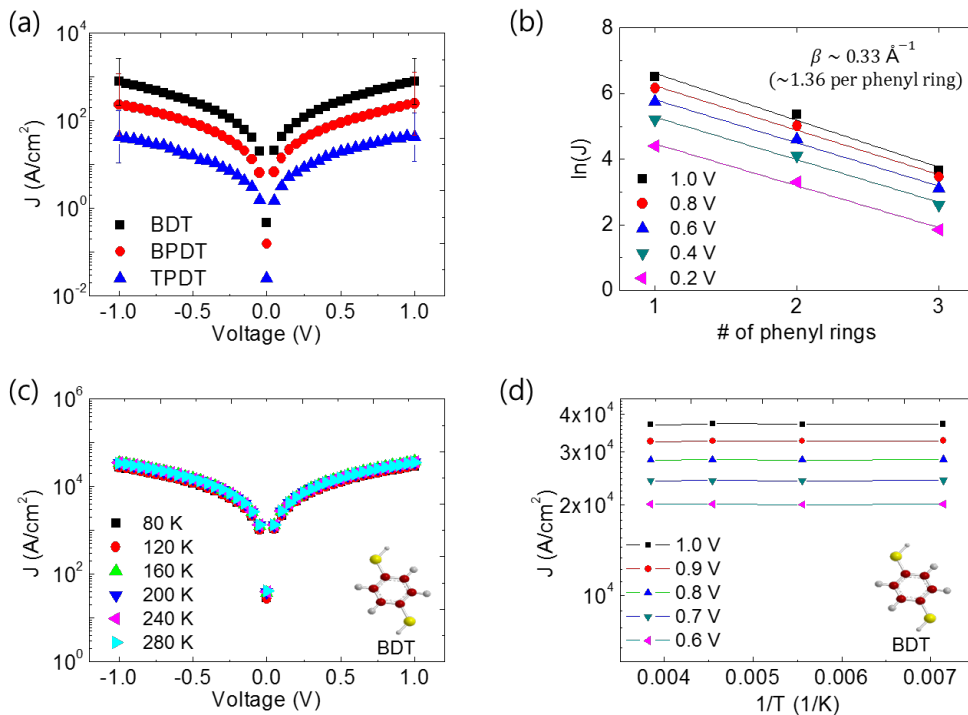 (a)
10^4
10^2
10^0
10^-2
J (A/cm^2)
BDT
BPDT
TPDT
-1.0 -0.5 0.0 0.5 1.0
Voltage (V)
(b)
6
4
2
0
ln(J)
β ~ 0.33 Å^-1
(~1.36 per phenyl ring)
1.0 V
0.8 V
0.6 V
0.4 V
0.2 V
1 2 3
# of phenyl rings
(c)
10^6
10^4
10^2
10^0
J (A/cm^2)
80 K
120 K
160 K
200 K
240 K
280 K
BDT
-1.0 -0.5 0.0 0.5 1.0
Voltage (V)
(d)
4x10^4
3x10^4
2x10^4
10^4
J (A/cm^2)
1.0 V
0.9 V
0.8 V
0.7 V
0.6 V
BDT
0.004 0.005 0.006 0.007
1/T (1/K)